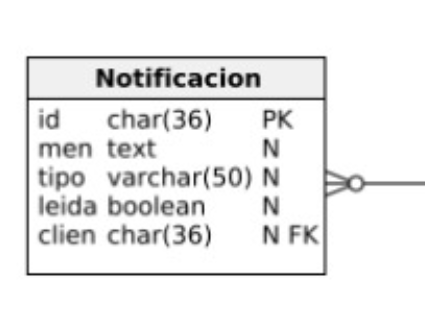 Notificacion
id char(36) PK
men text N
tipo varchar(50) N
leida boolean N
clien char(36) N FK